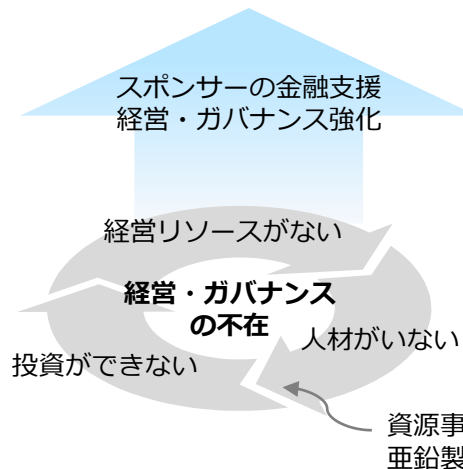 スポンサーの金融支援
経営・ガバナンス強化
経営リソースがない
経営・ガバナンス
の不在
人材がいない
投資ができない
資源事
亜鉛製